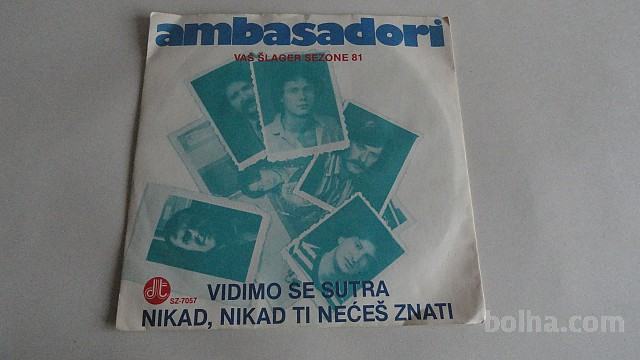 ambasadori
VAŠ ŠLAGER SEZONE 81
dt
SZ-7057
VIDIMO SE SUTRA
NIKAD, NIKAD TI NEĆEŠ ZNATI
bolha.com